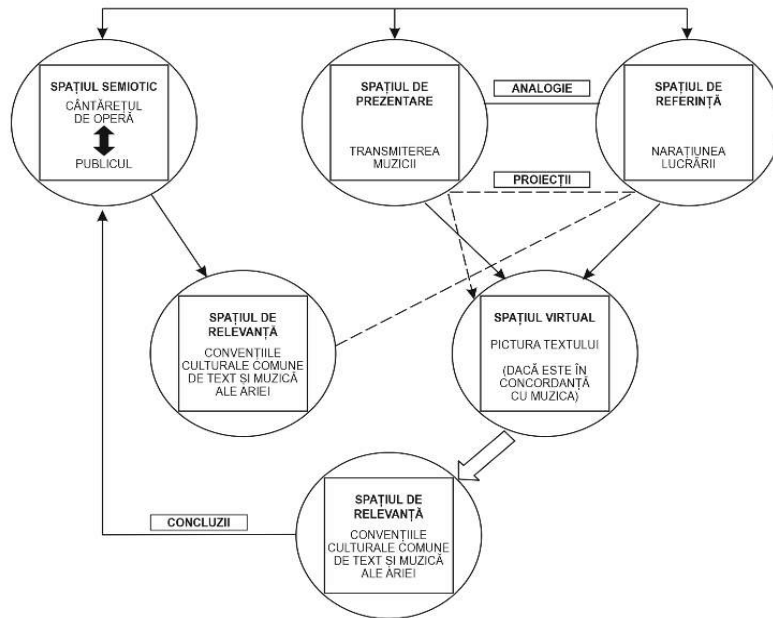 SPAȚIUL SEMIOTIC
CÂNTĂREȚUL
DE OPERĂ
PUBLICUL
SPAȚIUL DE
PREZENTARE
TRANSMITEREA
MUZICII
ANALOGIE
SPAȚIUL DE
REFERINȚĂ
NARAȚIUNEA
LUCRĂRII
PROIECȚII
SPAȚIUL DE
RELEVANȚĂ
CONVENȚIILE
CULTURALE COMUNE
DE TEXT ȘI MUZICĂ
ALE ARIEI
SPAȚIUL VIRTUAL
PICTURA TEXTULUI
(DACĂ ESTE ÎN
CONCORDANȚĂ
CU MUZICA)
CONCLUZII
SPAȚIUL DE
RELEVANȚĂ
CONVENȚIILE
CULTURALE COMUNE
DE TEXT ȘI MUZICĂ
ALE ARIEI